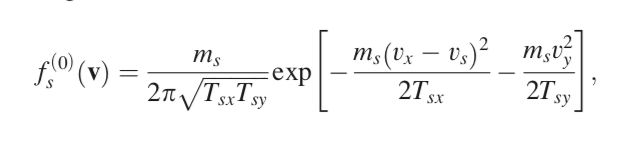 f_s^{(0)}(\mathbf{v}) = \frac{m_s}{2\pi\sqrt{T_{sx}T_{sy}}} \exp\left[-\frac{m_s(v_x - v_s)^2}{2T_{sx}} - \frac{m_s v_y^2}{2T_{sy}}\right],